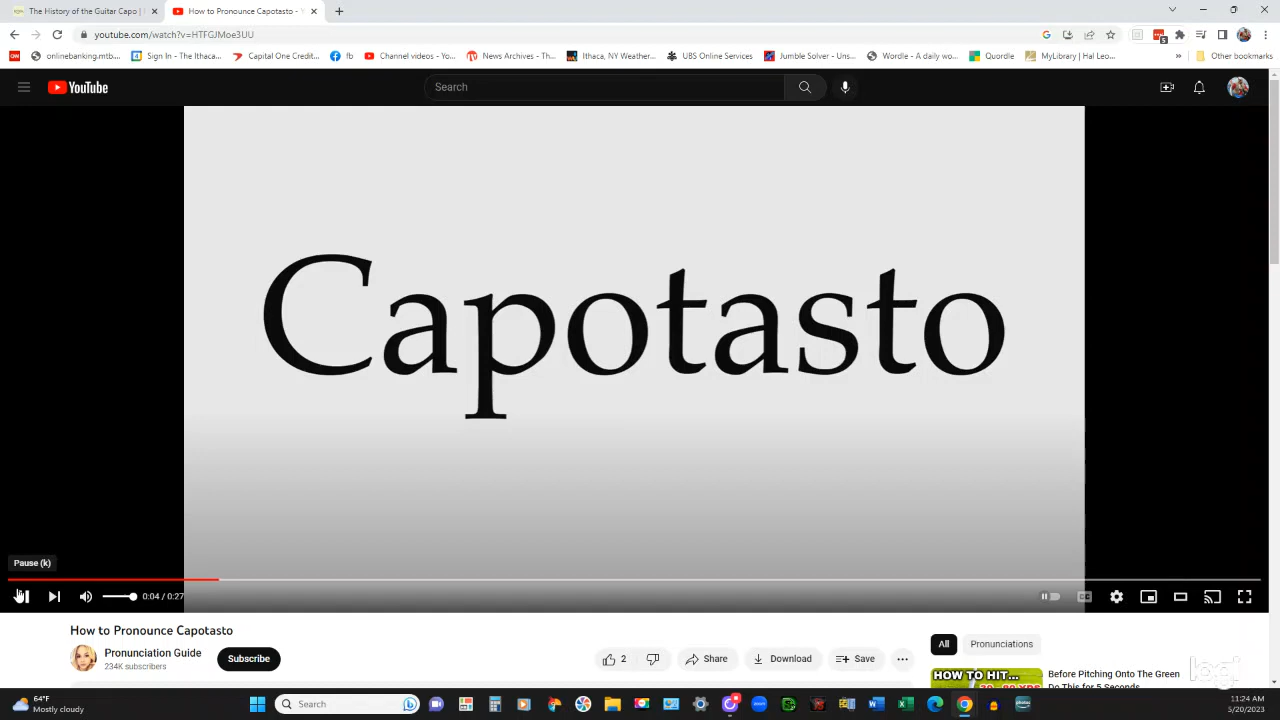 The History of the Guitar Capo |
How to Pronounce Capotasto -
youtube.com/watch?v=HTFGJMoe3UU
CNN onlinebanking.mtb... Sign In - The Ithaca... Capital One Credit... fb Channel videos - Yo... News Archives - Thr... Ithaca, NY Weather... UBS Online Services Jumble Solver - Uns... Wordle - A daily wo... Quordle MyLibrary | Hal Leo... » Other bookmarks
YouTube
Search
Capotasto
Pause (k)
0:04 / 0:27
CC
How to Pronounce Capotasto
Pronunciation Guide
234K subscribers
Subscribe
2
Share
Download
Save
All
Pronunciations
HOW TO HIT...
Before Pitching Onto The Green
Do This for 5 Seconds
64°F
Mostly cloudy
Search
zoom
11:24 AM
5/20/2023